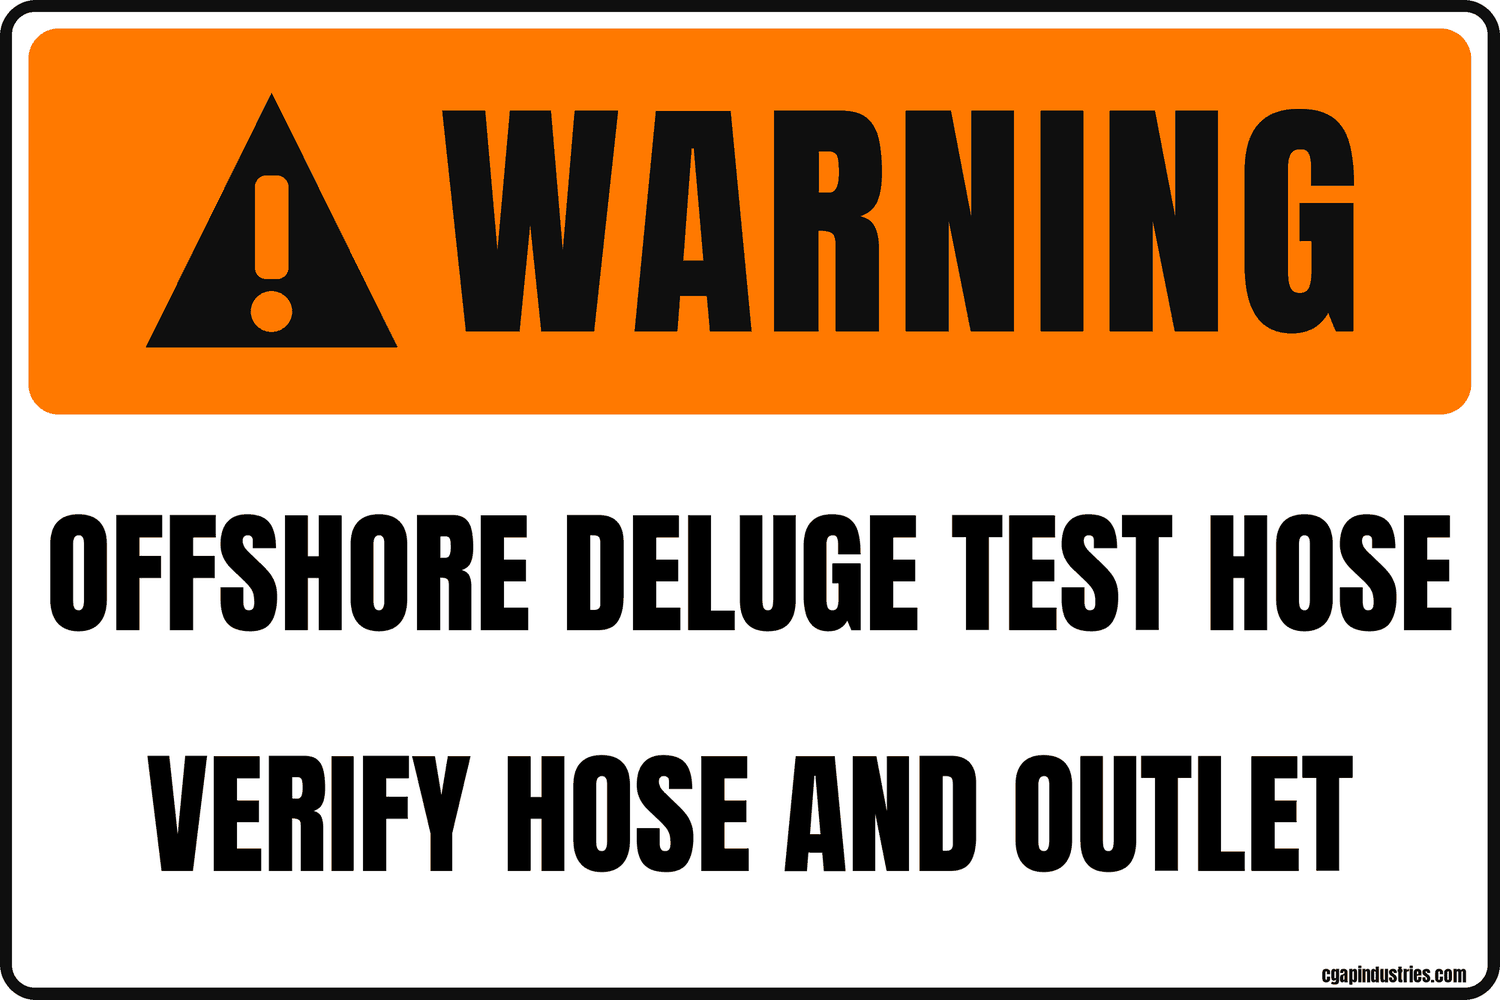 WARNING
OFFSHORE DELUGE TEST HOSE
VERIFY HOSE AND OUTLET
cgapindustries.com